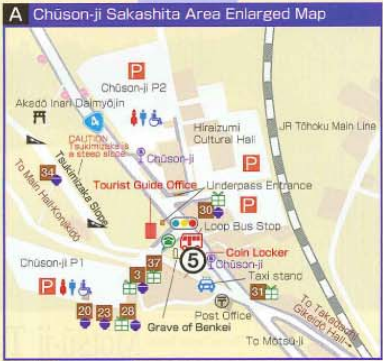 A Chūson-ji Sakashita Area Enlarged Map
P
Chūson-ji P2
Akadō Inari Daimyōjin
4
CAUTION
Tsukimizaka is
a steep slope
Hiraizumi
Cultural Hall
JR Tōhoku Main Line
Chūson-ji
34
Tsukimizaka Slope
To Main Hall•Konjikidō
P
Tourist Guide Office
Underpass Entrance
30
Loop Bus Stop
Coin Locker
5
Chūson-ji
Chūson-ji P1
P
37
3
Taxi stand
31
20
23
28
Post Office
Grave of Benkei
To Takadachi
Gikeidō Hall→
To Mōtsū-ji